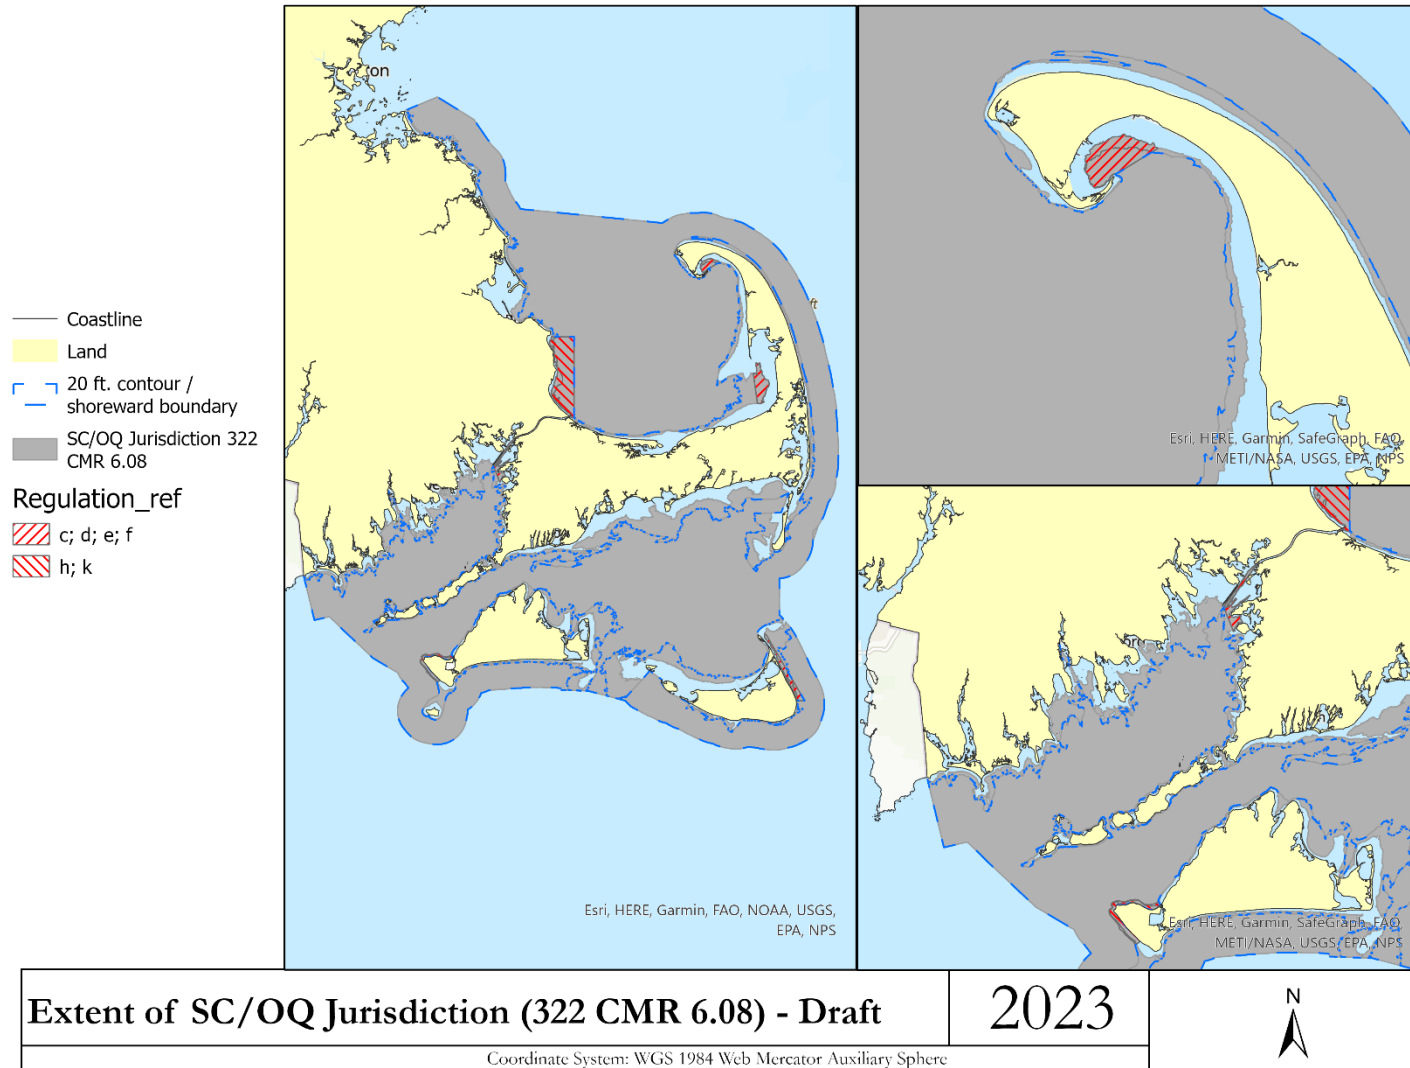 on
ft
Coastline
Land
20 ft. contour /
shoreward boundary
SC/OQ Jurisdiction 322
CMR 6.08
Regulation_ref
c; d; e; f
h; k
Esri, HERE, Garmin, FAO, NOAA, USGS,
EPA, NPS
Esri, HERE, Garmin, SafeGraph, FAO,
METI/NASA, USGS, EPA, NPS
Esri, HERE, Garmin, SafeGraph, FAO,
METI/NASA, USGS, EPA, NPS
Extent of SC/OQ Jurisdiction (322 CMR 6.08) - Draft
2023
N
Coordinate System: WGS 1984 Web Mercator Auxiliary Sphere